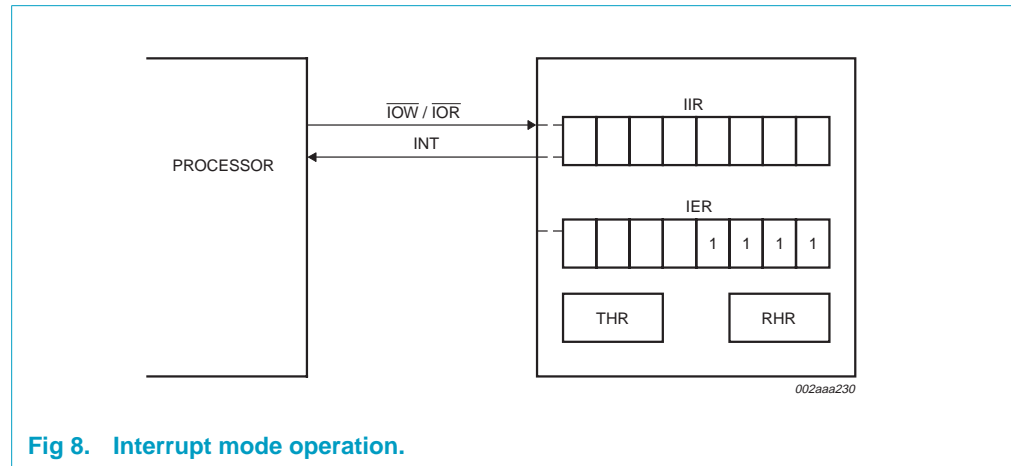 IIR
IOW / IOR
INT
PROCESSOR
IER
1 1 1 1
THR
RHR
002aaa230
Fig 8. Interrupt mode operation.